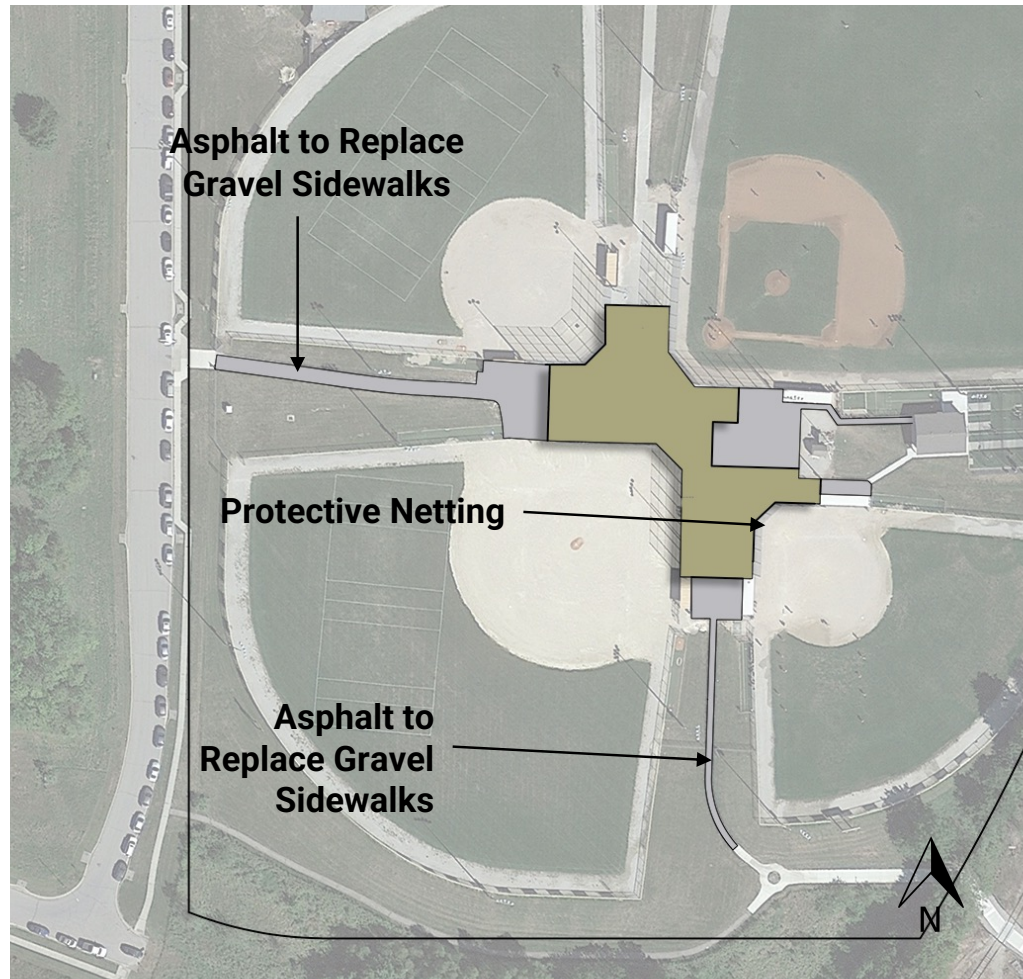 Asphalt to Replace
Gravel Sidewalks
Protective Netting
Asphalt to
Replace Gravel
Sidewalks
N